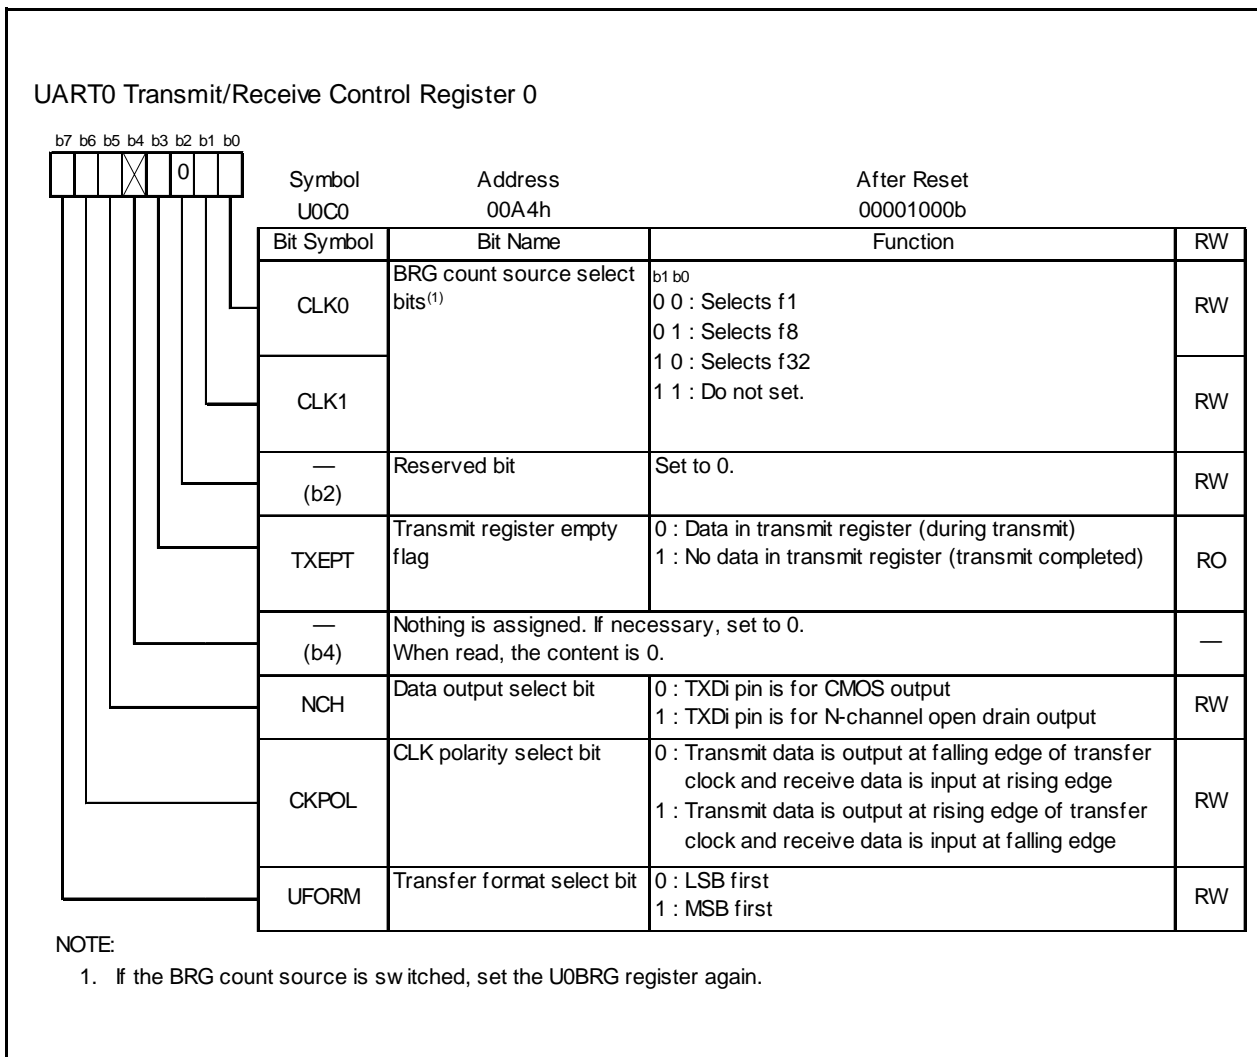 UART0 Transmit/Receive Control Register 0
b7 b6 b5 b4 b3 b2 b1 b0
0
Symbol Address After Reset
U0C0 00A4h 00001000b
Bit Symbol Bit Name Function RW
CLK0 BRG count source select bits(1) b1 b0 RW
0 0 : Selects f1
0 1 : Selects f8
1 0 : Selects f32
CLK1 1 1 : Do not set. RW
— Reserved bit Set to 0. RW
(b2)
TXEPT Transmit register empty flag 0 : Data in transmit register (during transmit) RO
1 : No data in transmit register (transmit completed)
— Nothing is assigned. If necessary, set to 0. —
(b4) When read, the content is 0.
NCH Data output select bit 0 : TXDi pin is for CMOS output RW
1 : TXDi pin is for N-channel open drain output
CKPOL CLK polarity select bit 0 : Transmit data is output at falling edge of transfer RW
clock and receive data is input at rising edge
1 : Transmit data is output at rising edge of transfer
clock and receive data is input at falling edge
UFORM Transfer format select bit 0 : LSB first RW
1 : MSB first
NOTE:
1. If the BRG count source is switched, set the U0BRG register again.